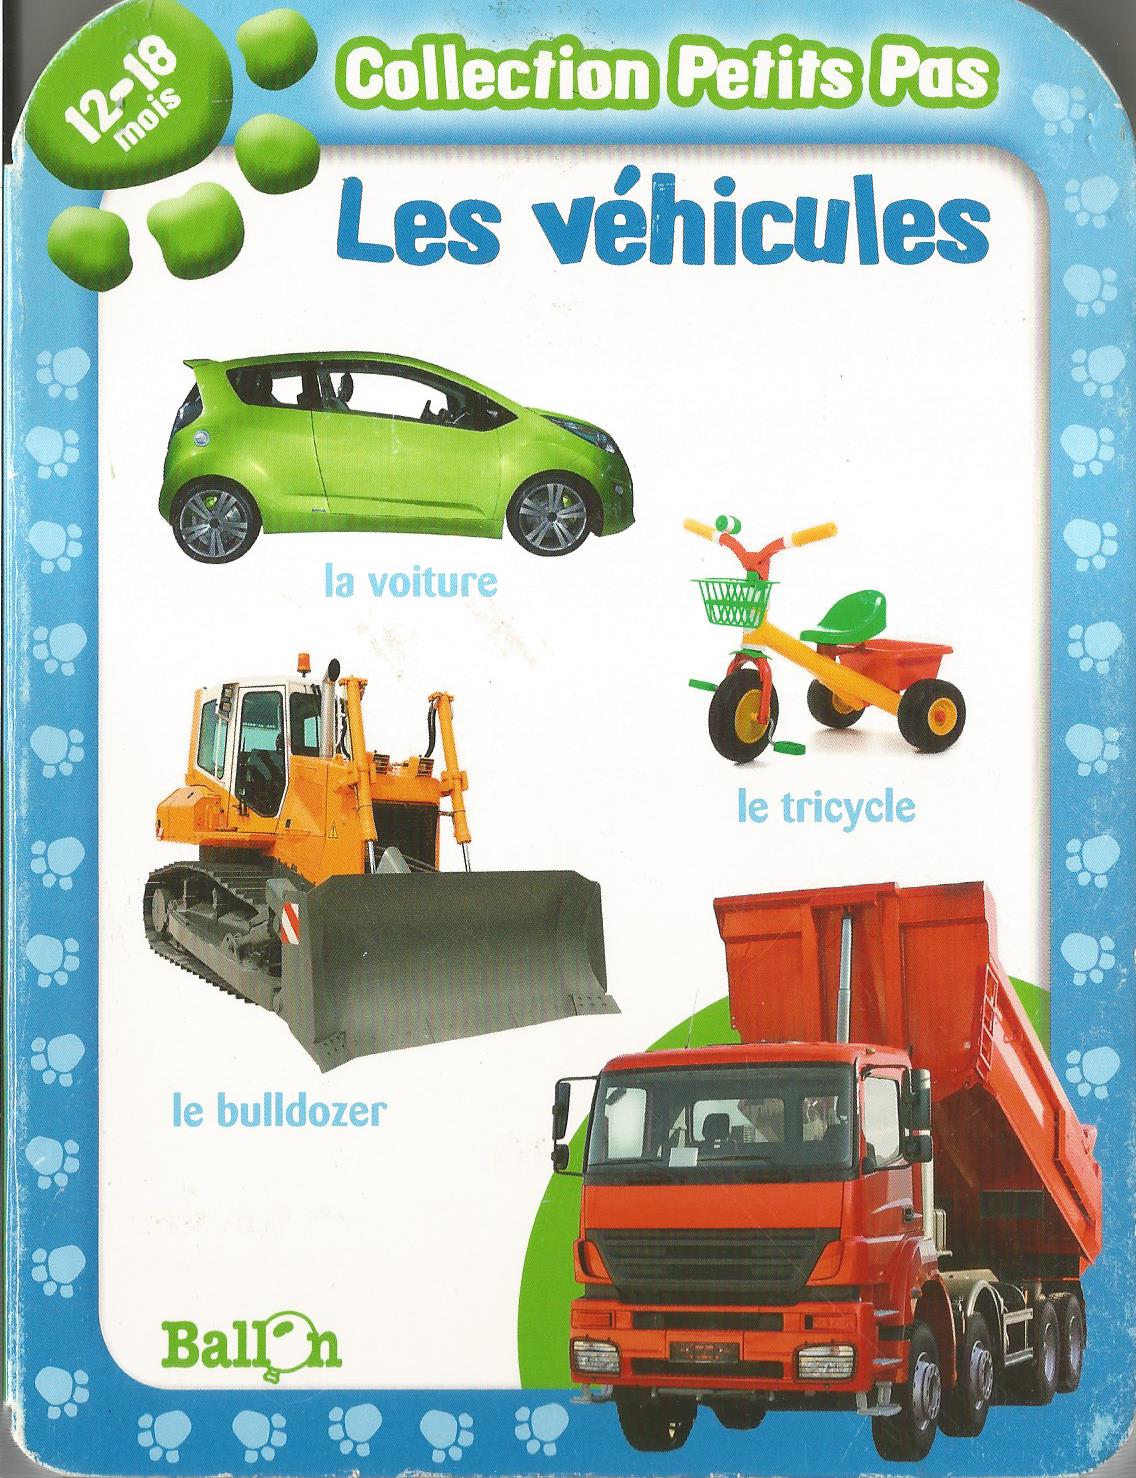 12-18
mois
Collection Petits Pas
Les véhicules
la voiture
le tricycle
le bulldozer
Ballon